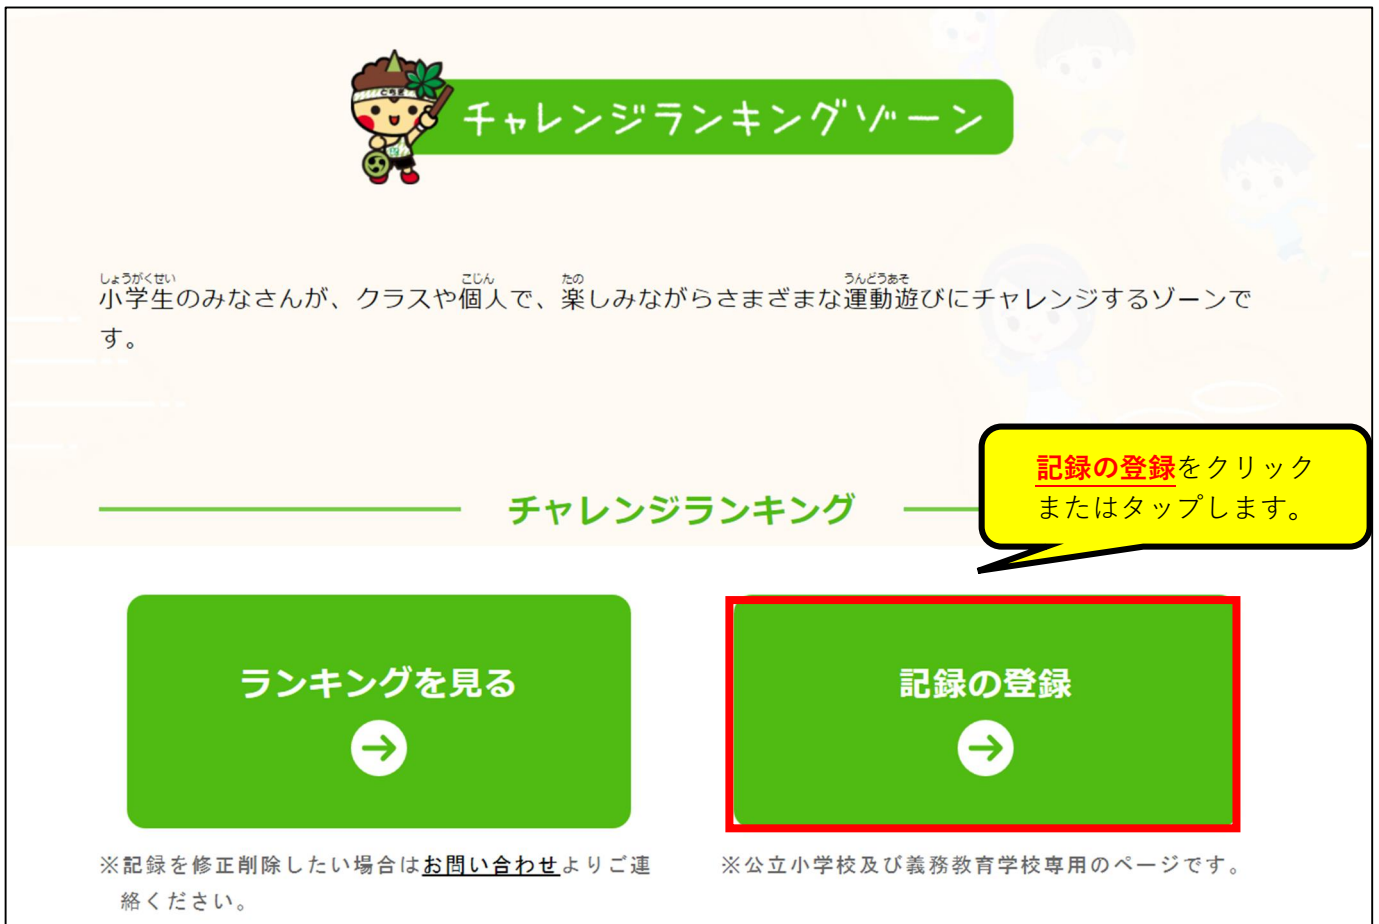 とちぎ
チャレンジランキングゾーン
しょうがくせい こじん たの うんどうあそ
小学生のみなさんが、クラスや個人で、楽しみながらさまざまな運動遊びにチャレンジするゾーンで
す。
記録の登録をクリック
またはタップします。
チャレンジランキング
ランキングを見る
記録の登録
※記録を修正削除したい場合はお問い合わせよりご連
絡ください。
※公立小学校及び義務教育学校専用のページです。